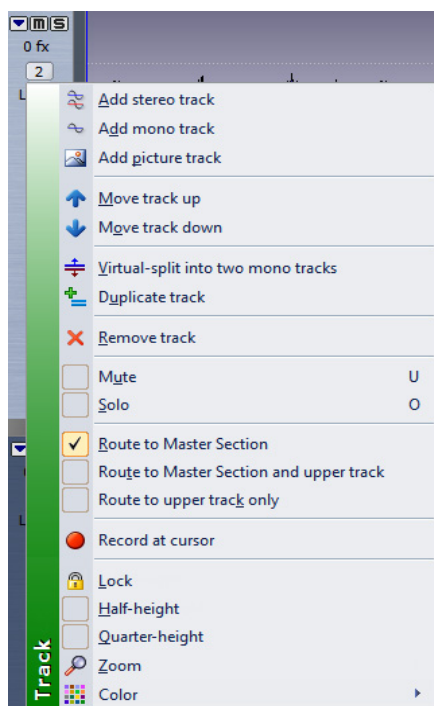 m s
0 fx
2
L
Add stereo track
Add mono track
Add picture track
Move track up
Move track down
Virtual-split into two mono tracks
Duplicate track
Remove track
Mute U
Solo O
Route to Master Section
Route to Master Section and upper track
Route to upper track only
Record at cursor
Lock
Half-height
Quarter-height
Zoom
Color
Track
L